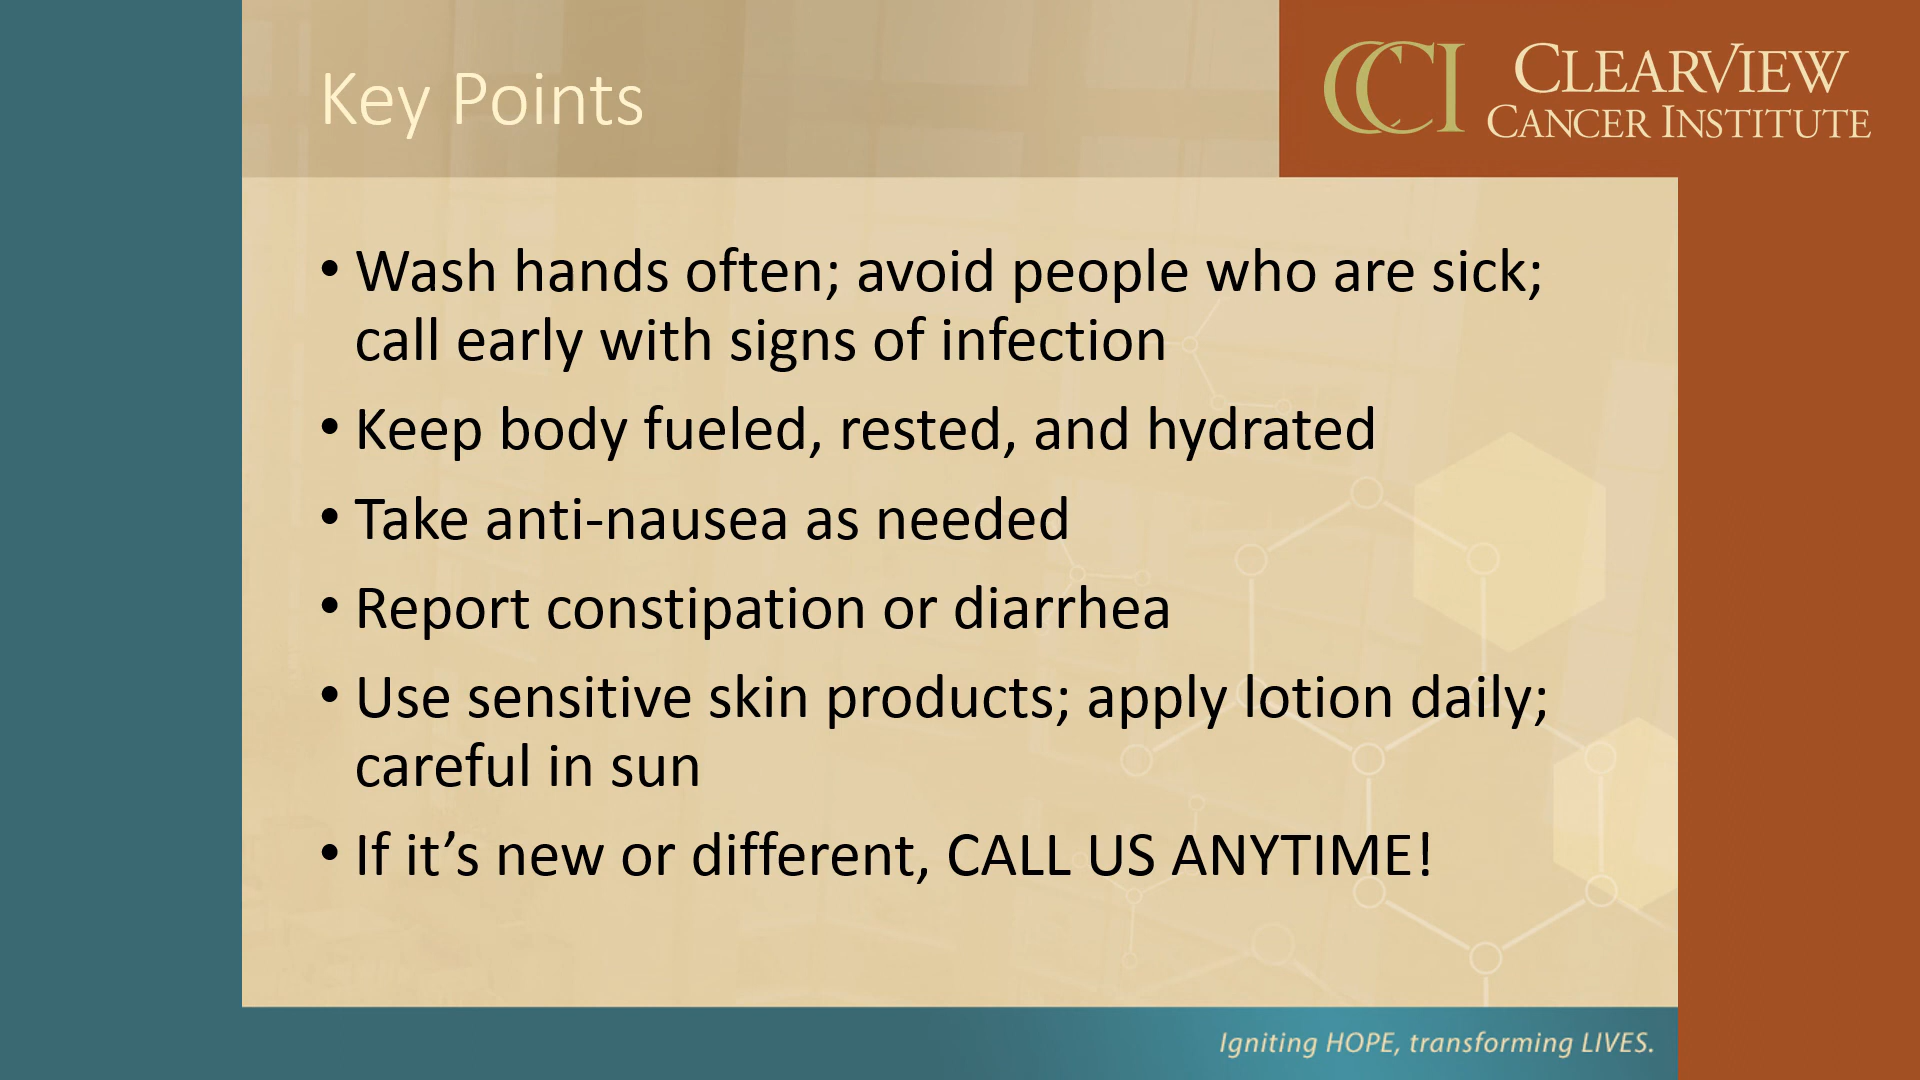 Key Points
CCI CLEARVIEW
CANCER INSTITUTE
• Wash hands often; avoid people who are sick;
call early with signs of infection
• Keep body fueled, rested, and hydrated
• Take anti-nausea as needed
• Report constipation or diarrhea
• Use sensitive skin products; apply lotion daily;
careful in sun
• If it’s new or different, CALL US ANYTIME!
Igniting HOPE, transforming LIVES.